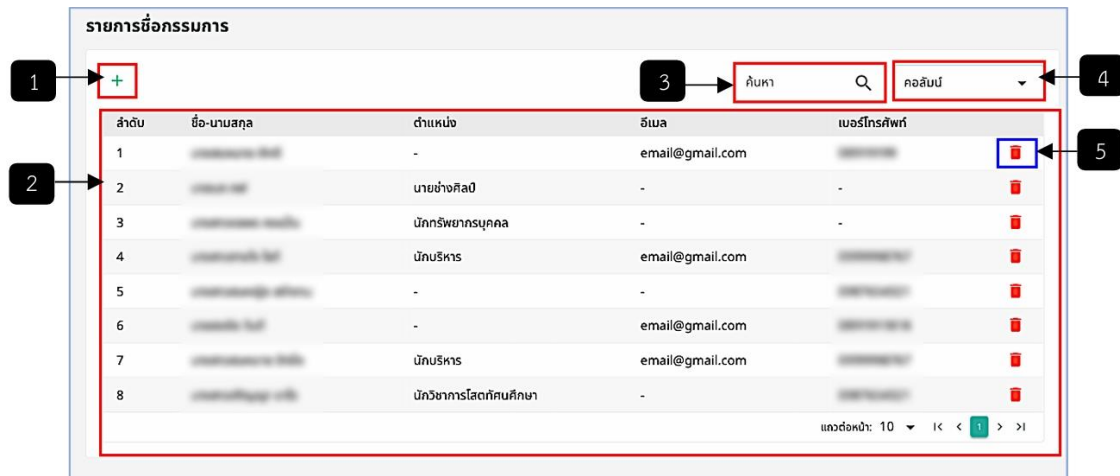 รายการชื่อกรรมการ
1
+
3
ค้นหา
คอลัมน์
4
ลำดับ ชื่อ-นามสกุล ตำแหน่ง อีเมล เบอร์โทรศัพท์
1 - email@gmail.com
5
2
2 นายช่างศิลป์ - -
3 นักทรัพยากรบุคคล - -
4 นักบริหาร email@gmail.com
5 - -
6 - email@gmail.com
7 นักบริหาร email@gmail.com
8 นักวิชาการโสตทัศนศึกษา -
แถวต่อหน้า: 10 1